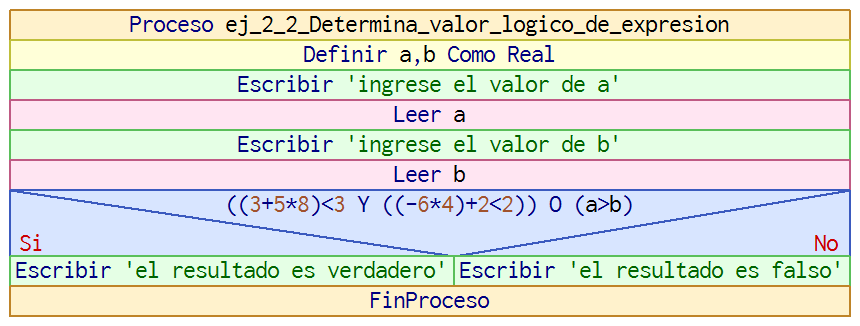 Proceso ej_2_2_Determina_valor_logico_de_expresion
Definir a,b Como Real
Escribir 'ingrese el valor de a'
Leer a
Escribir 'ingrese el valor de b'
Leer b
((3+5*8)<3 Y ((-6*4)+2<2)) O (a>b)
Si No
Escribir 'el resultado es verdadero' Escribir 'el resultado es falso'
FinProceso